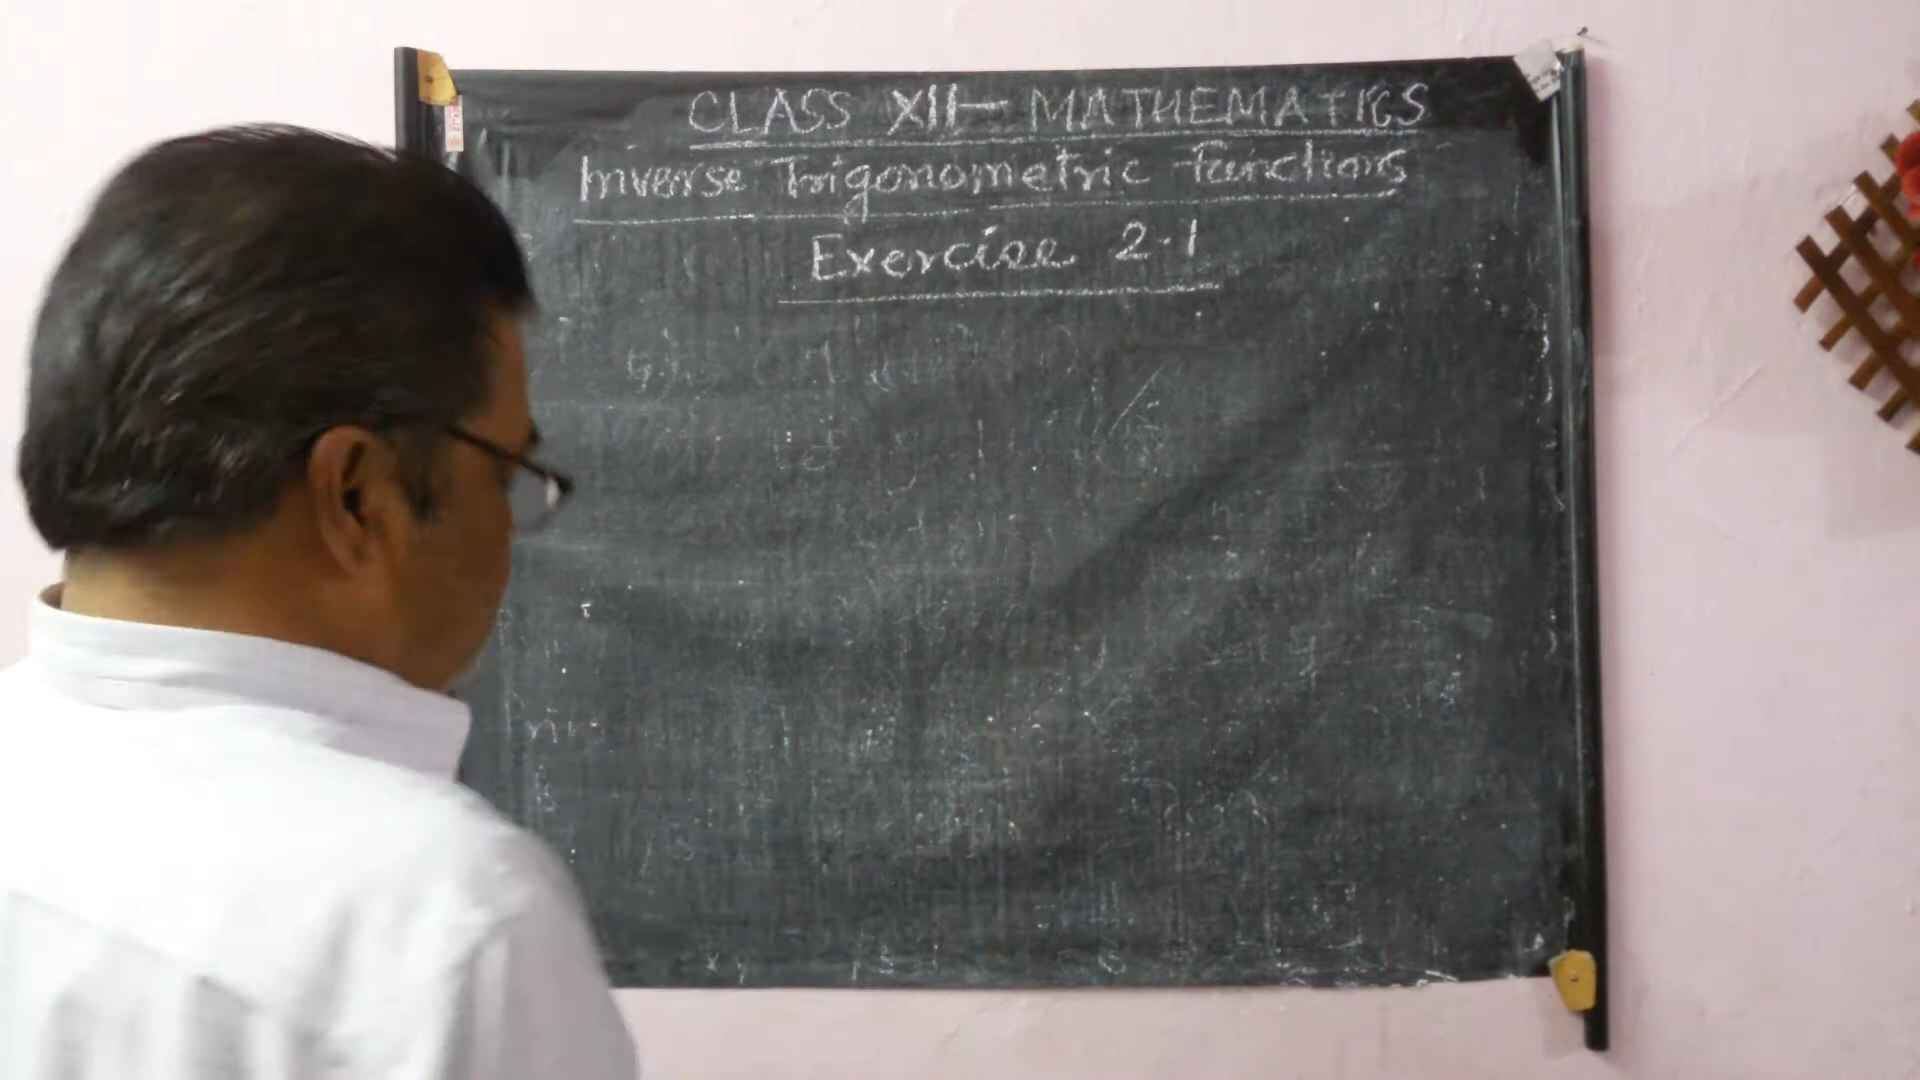 CLASS XII - MATHEMATICS
Inverse Trigonometric Functions
Exercise 2.1